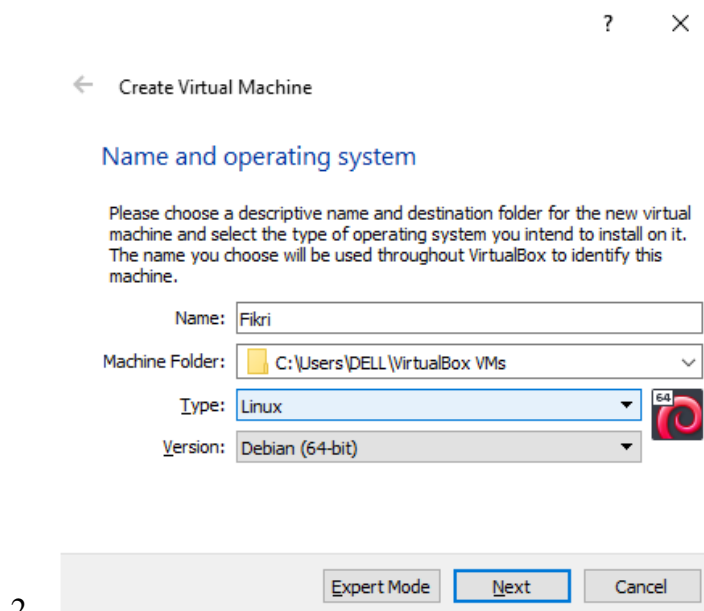 ?
Create Virtual Machine
Name and operating system
Please choose a descriptive name and destination folder for the new virtual
machine and select the type of operating system you intend to install on it.
The name you choose will be used throughout VirtualBox to identify this
machine.
Name: Fikri
Machine Folder: C:\Users\DELL\VirtualBox VMs
Type: Linux
64
Version: Debian (64-bit)
Expert Mode Next Cancel
2